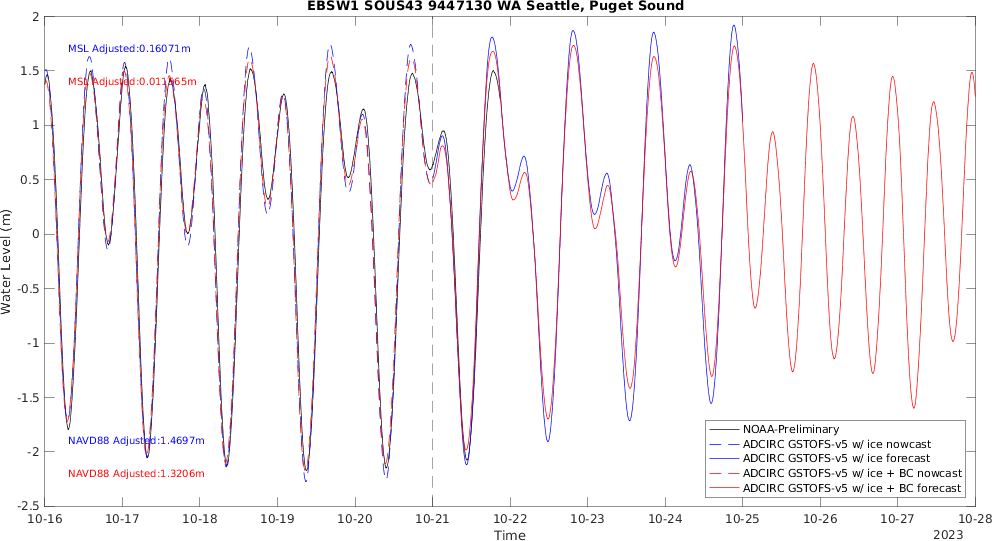 EBSW1 SOUS43 9447130 WA Seattle, Puget Sound
2
1.5
1
0.5
0
-0.5
-1
-1.5
-2
-2.5
Water Level (m)
MSL Adjusted:0.16071m
MSL Adjusted:0.011965m
NAVD88 Adjusted:1.4697m
NAVD88 Adjusted:1.3206m
NOAA-Preliminary
ADCIRC GSTOFS-v5 w/ ice nowcast
ADCIRC GSTOFS-v5 w/ ice forecast
ADCIRC GSTOFS-v5 w/ ice + BC nowcast
ADCIRC GSTOFS-v5 w/ ice + BC forecast
10-16 10-17 10-18 10-19 10-20 10-21 10-22 10-23 10-24 10-25 10-26 10-27 10-28
Time
2023